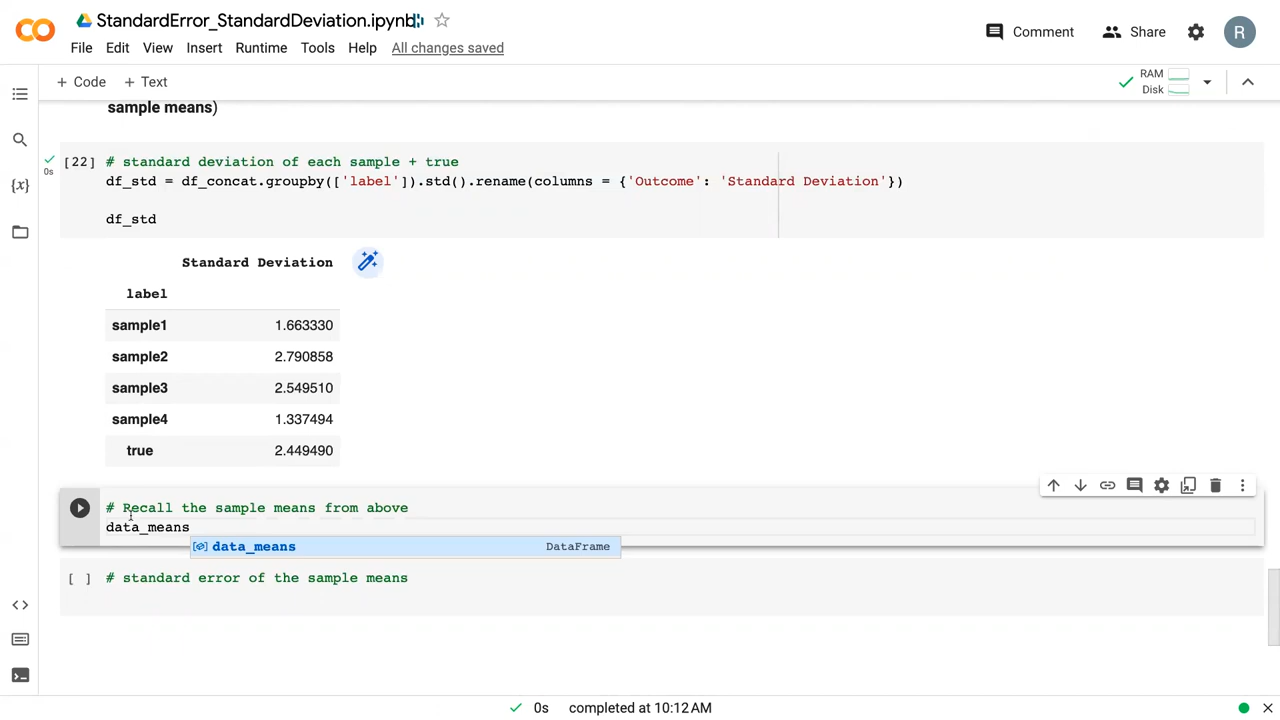 StandardError_StandardDeviation.ipynb
File Edit View Insert Runtime Tools Help All changes saved
Comment
Share
R
+ Code + Text
RAM
Disk
sample means)
[22] # standard deviation of each sample + true
0s
df_std = df_concat.groupby(['label']).std().rename(columns = {'Outcome': 'Standard Deviation'})
df_std
Standard Deviation
label
sample1 1.663330
sample2 2.790858
sample3 2.549510
sample4 1.337494
true 2.449490
# Recall the sample means from above
data_means
data_means DataFrame
[ ] # standard error of the sample means
0s completed at 10:12 AM